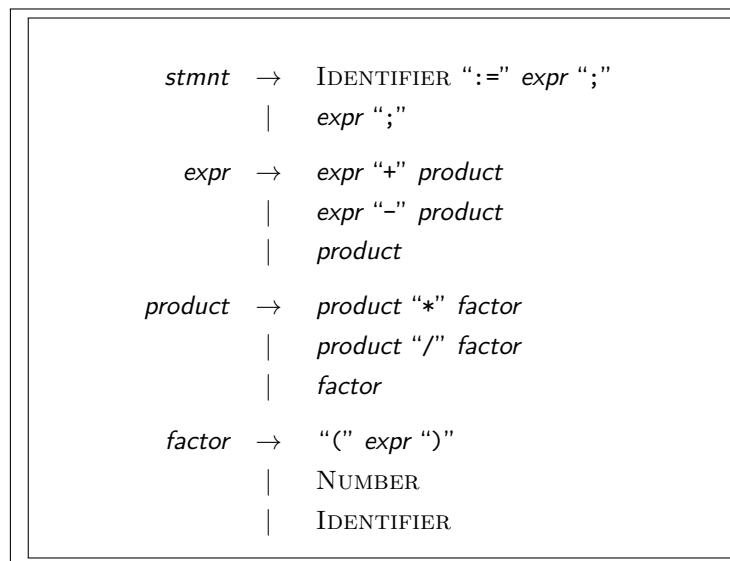 stmnt → IDENTIFIER “:=” expr “;”
| expr “;”
expr → expr “+” product
| expr “-” product
| product
product → product “*” factor
| product “/” factor
| factor
factor → “(” expr “)”
| NUMBER
| IDENTIFIER